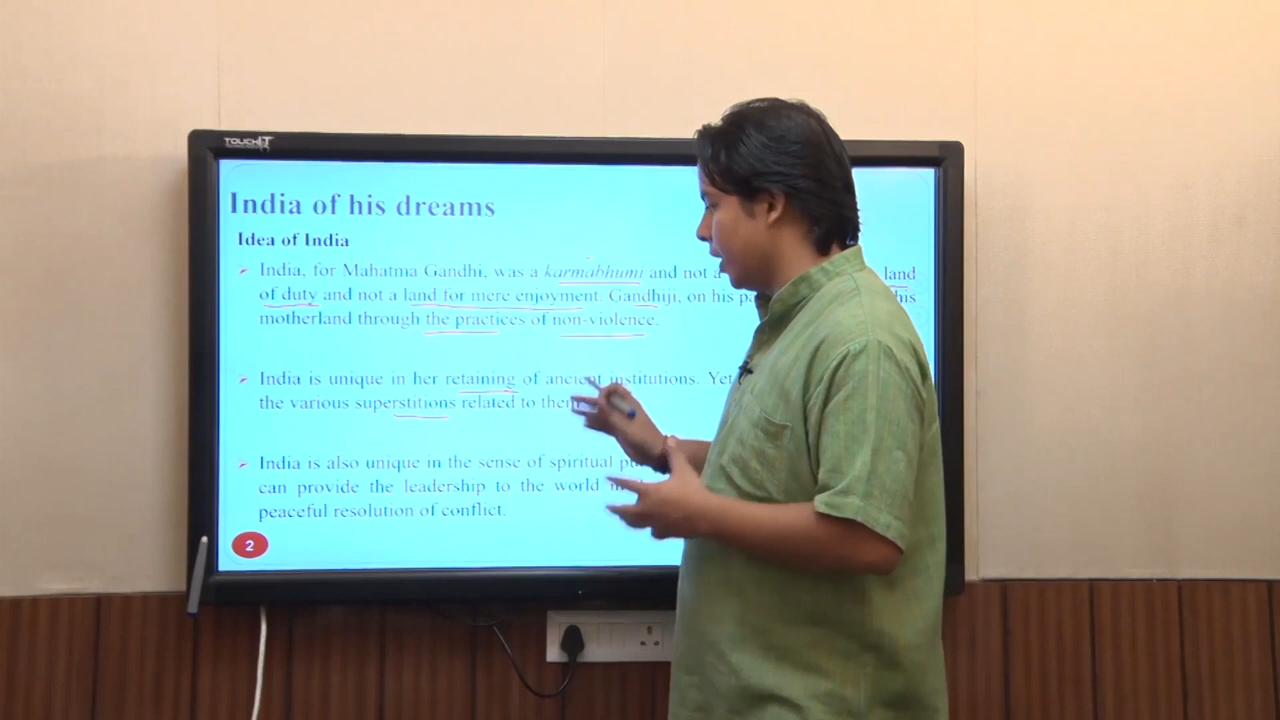 TOUCHIT
India of his dreams
Idea of India
India, for Mahatma Gandhi, was a karmabhumi and not a land
of duty and not a land for mere enjoyment. Gandhiji, on his his
motherland through the practices of non-violence.
India is unique in her retaining of ancient institutions. Yet
the various superstitions related to them
India is also unique in the sense of spiritual
can provide the leadership to the world
peaceful resolution of conflict.
2